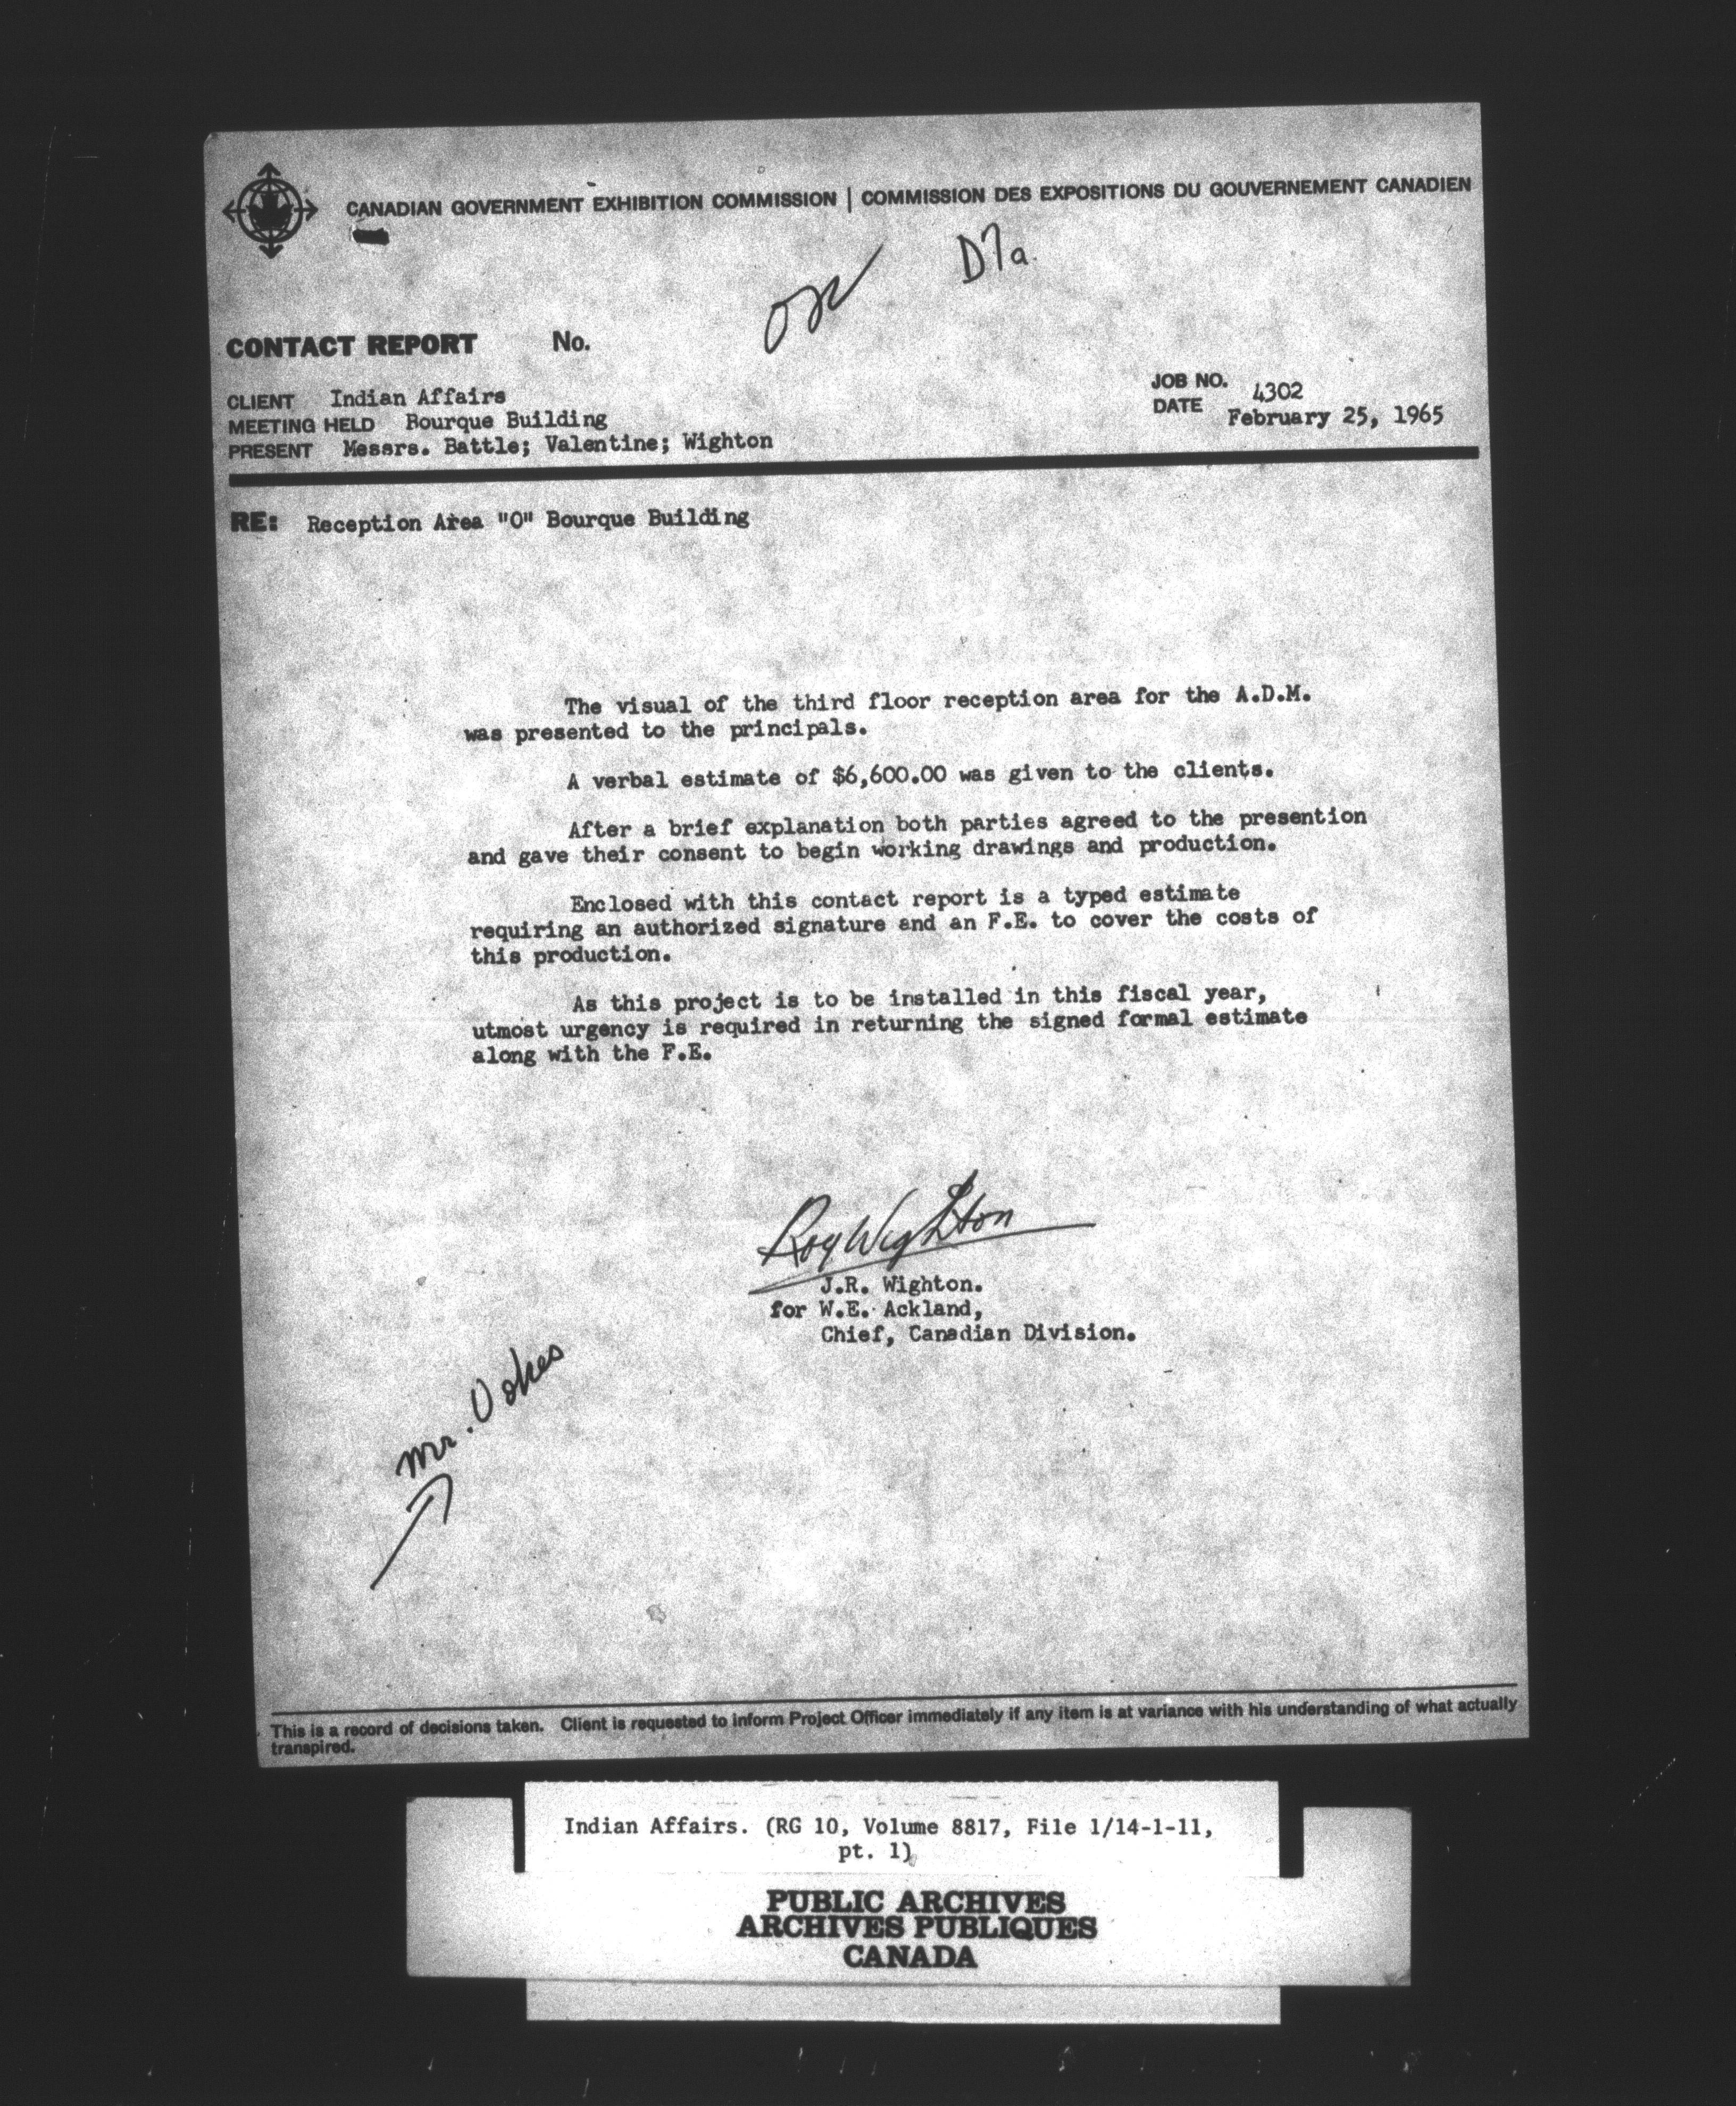 CANADIAN GOVERNMENT EXHIBITION COMMISSION | COMMISSION DES EXPOSITIONS DU GOUVERNEMENT CANADIEN
D7a.
CONTACT REPORT No.
CLIENT Indian Affairs
MEETING HELD Bourque Building
PRESENT Messrs. Battle; Valentine; Wighton
JOB NO. 4302
DATE February 25, 1965
RE: Reception Area "O" Bourque Building
The visual of the third floor reception area for the A.D.M.
was presented to the principals.
A verbal estimate of $6,600.00 was given to the clients.
After a brief explanation both parties agreed to the presention
and gave their consent to begin working drawings and production.
Enclosed with this contact report is a typed estimate
requiring an authorized signature and an F.E. to cover the costs of
this production.
As this project is to be installed in this fiscal year,
utmost urgency is required in returning the signed formal estimate
along with the F.E.
Roy Wighton
J.R. Wighton.
for W.E. Ackland,
Chief, Canadian Division.
Mr. Vokes
This is a record of decisions taken. Client is requested to inform Project Officer immediately if any item is at variance with his understanding of what actually
transpired.
Indian Affairs. (RG 10, Volume 8817, File 1/14-1-11,
pt. 1)
PUBLIC ARCHIVES
ARCHIVES PUBLIQUES
CANADA